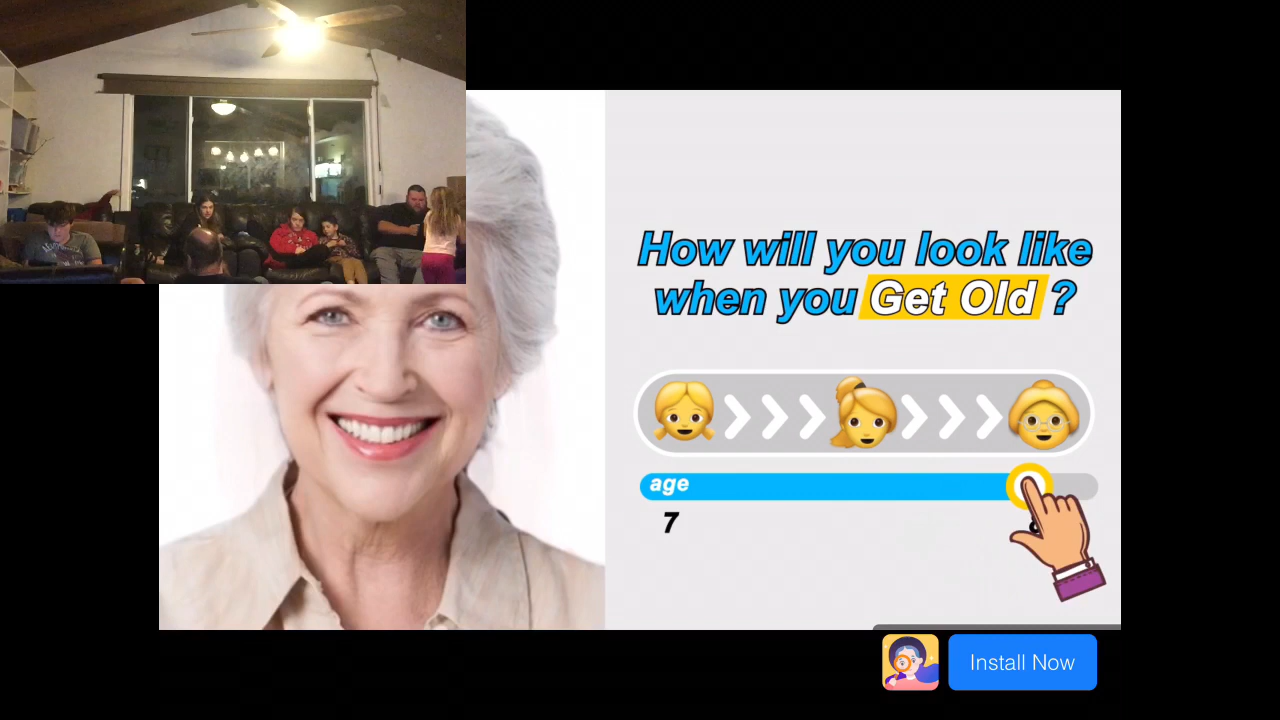 How will you look like
when you Get Old ?
age
7
Install Now